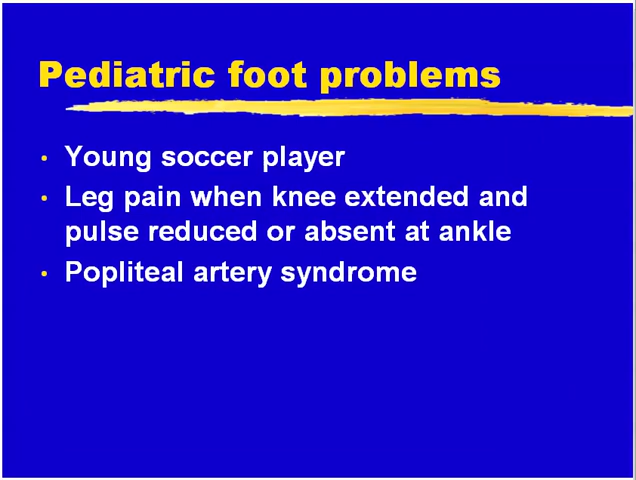 Pediatric foot problems
• Young soccer player
• Leg pain when knee extended and
pulse reduced or absent at ankle
• Popliteal artery syndrome